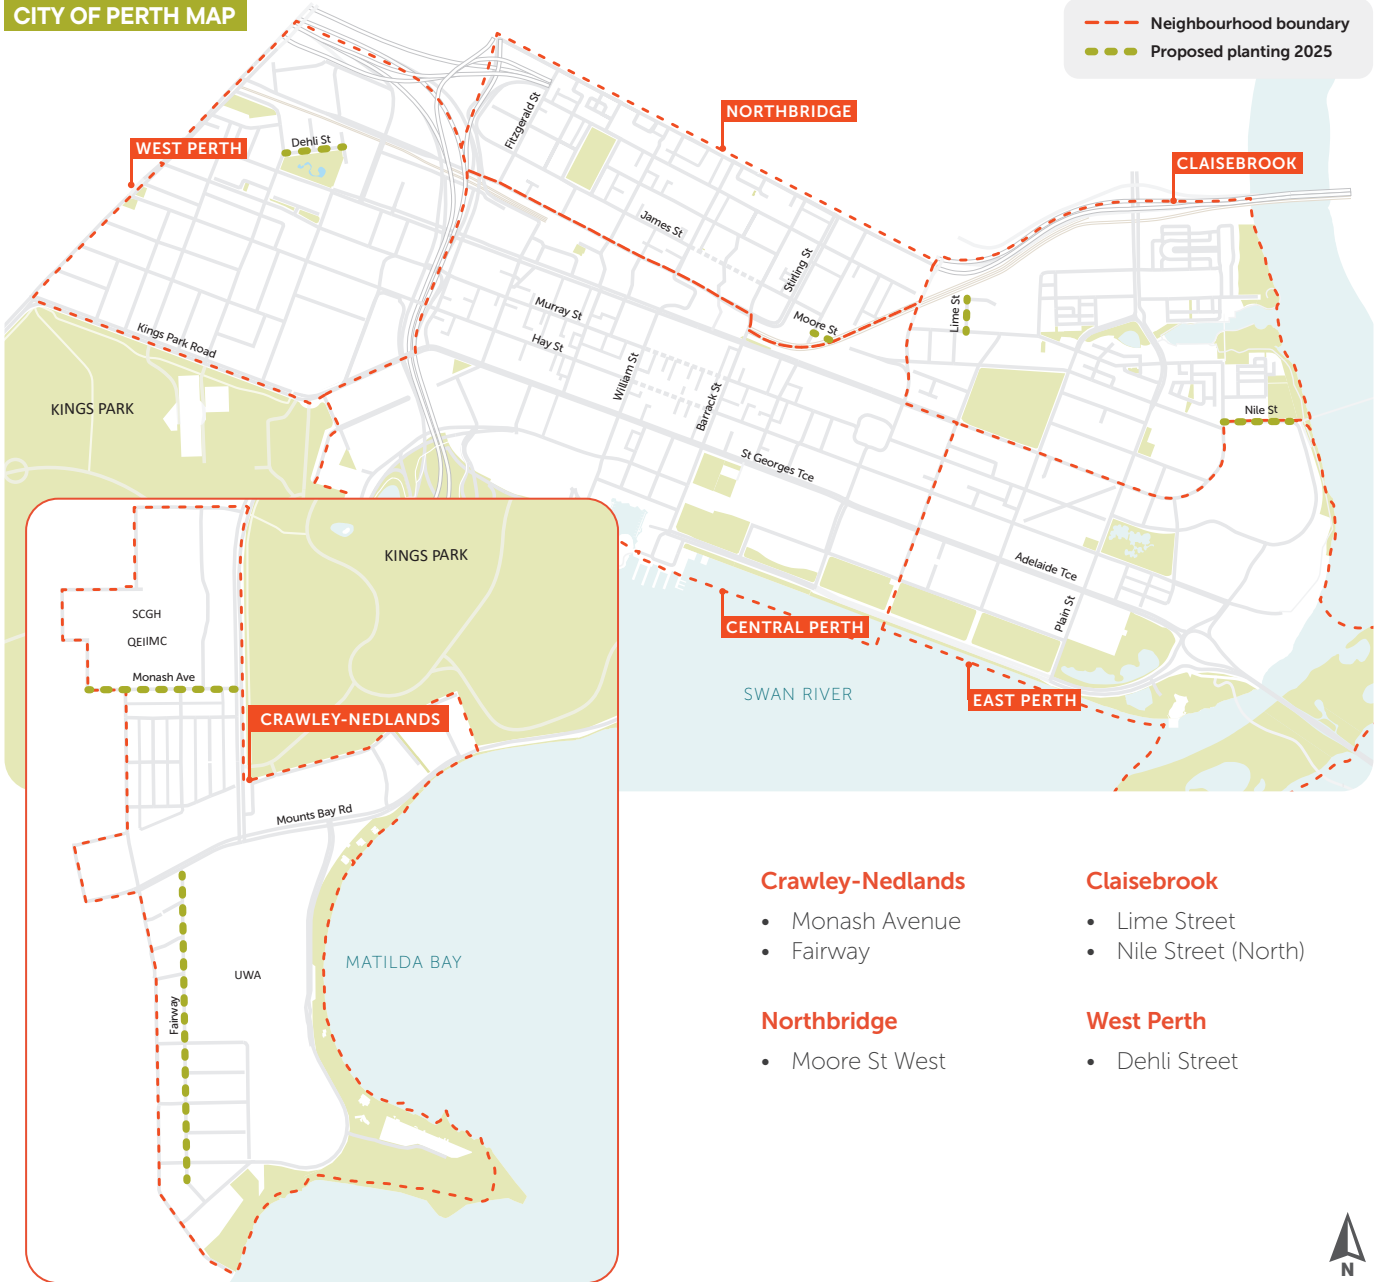 CITY OF PERTH MAP
Neighbourhood boundary
Proposed planting 2025
NORTHBRIDGE
WEST PERTH
CLAISEBROOK
Dehli St
Fitzgerald St
James St
Stirling St
Moore St
Lime St
Murray St
Hay St
William St
Barrack St
Kings Park Road
KINGS PARK
Nile St
St Georges Tce
Adelaide Tce
Plain St
CENTRAL PERTH
EAST PERTH
SWAN RIVER
KINGS PARK
SCGH
QEIIMC
Monash Ave
CRAWLEY-NEDLANDS
Mounts Bay Rd
MATILDA BAY
UWA
Fairway
Crawley-Nedlands
• Monash Avenue
• Fairway
Northbridge
• Moore St West
Claisebrook
• Lime Street
• Nile Street (North)
West Perth
• Dehli Street
N